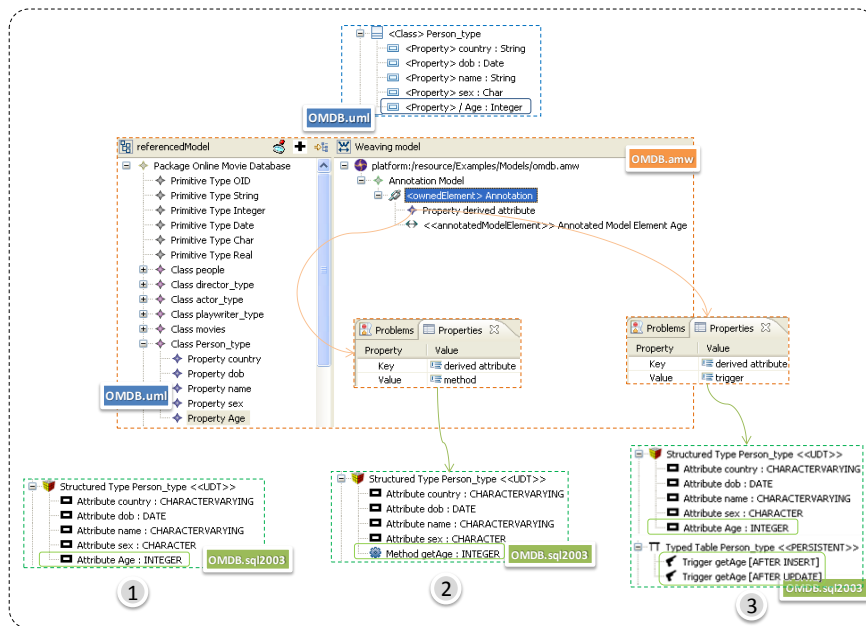 <Class> Person_type
<Property> country : String
<Property> dob : Date
<Property> name : String
<Property> sex : Char
<Property> / Age : Integer
OMDB.uml
referencedModel
Weaving model
OMDB.amw
Package Online Movie Database
Primitive Type OID
Primitive Type String
Primitive Type Integer
Primitive Type Date
Primitive Type Char
Primitive Type Real
Class people
Class director_type
Class actor_type
Class playwriter_type
Class movies
Class Person_type
Property country
Property dob
Property name
Property sex
Property Age
OMDB.uml
platform:/resource/Examples/Models/omdb.amw
Annotation Model
<ownedElement> Annotation
Property derived attribute
<<annotatedModelElement>> Annotated Model Element Age
Problems Properties
Property Value
Key derived attribute
Value method
Problems Properties
Property Value
Key derived attribute
Value trigger
Structured Type Person_type <<UDT>>
Attribute country : CHARACTERVARYING
Attribute dob : DATE
Attribute name : CHARACTERVARYING
Attribute sex : CHARACTER
Attribute Age : INTEGER
OMDB.sql2003
1
Structured Type Person_type <<UDT>>
Attribute country : CHARACTERVARYING
Attribute dob : DATE
Attribute name : CHARACTERVARYING
Attribute sex : CHARACTER
Method getAge : INTEGER
OMDB.sql2003
2
Structured Type Person_type <<UDT>>
Attribute country : CHARACTERVARYING
Attribute dob : DATE
Attribute name : CHARACTERVARYING
Attribute sex : CHARACTER
Attribute Age : INTEGER
Typed Table Person_type <<PERSISTENT>>
Trigger getAge [AFTER INSERT]
Trigger getAge [AFTER UPDATE]
OMDB.sql2003
3